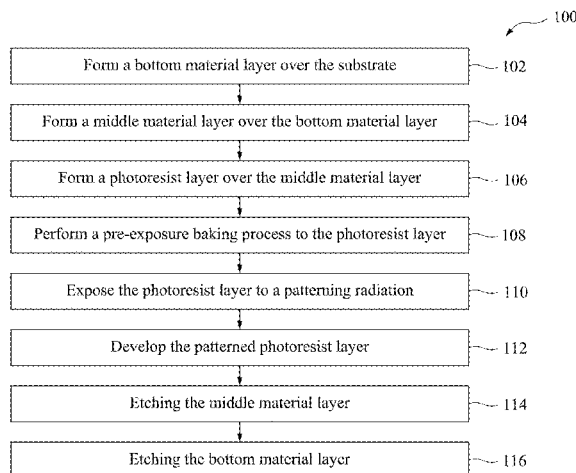 100
Form a bottom material layer over the substrate 102
Form a middle material layer over the bottom material layer 104
Form a photoresist layer over the middle material layer 106
Perform a pre-exposure baking process to the photoresist layer 108
Expose the photoresist layer to a patterning radiation 110
Develop the patterned photoresist layer 112
Etching the middle material layer 114
Etching the bottom material layer 116